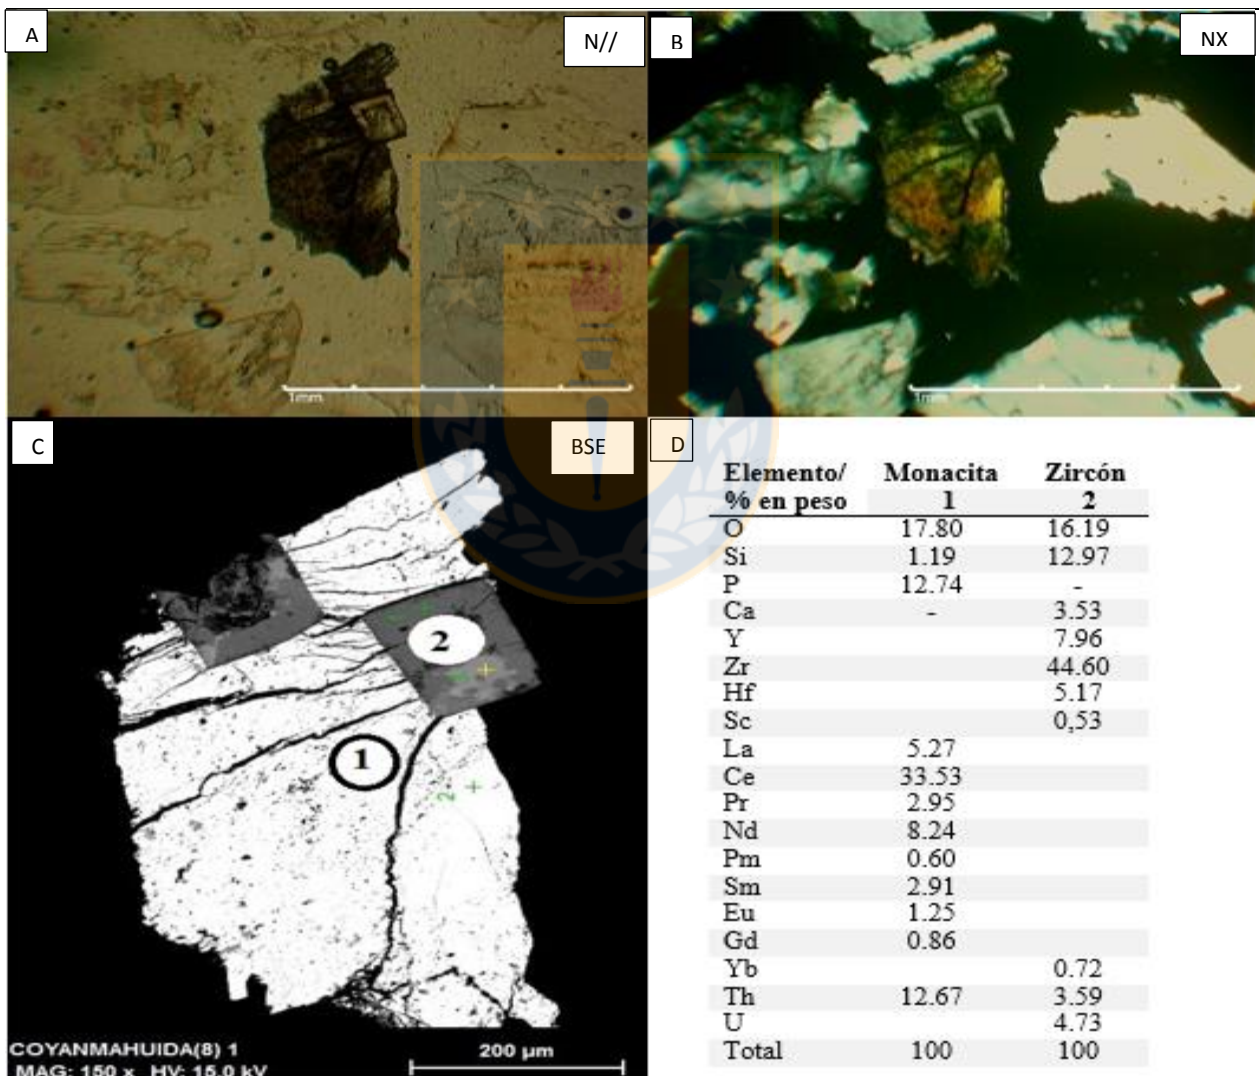 A
N//
B
NX
1mm
1mm
C
BSE
D
1
2
2
COYANMAHUIDA(8) 1
MAG: 150 x HV: 15.0 kV
200 µm
Elemento/ Monacita Zircón
% en peso 1 2
O 17.80 16.19
Si 1.19 12.97
P 12.74 -
Ca - 3.53
Y 7.96
Zr 44.60
Hf 5.17
Sc 0,53
La 5.27
Ce 33.53
Pr 2.95
Nd 8.24
Pm 0.60
Sm 2.91
Eu 1.25
Gd 0.86
Yb 0.72
Th 12.67 3.59
U 4.73
Total 100 100